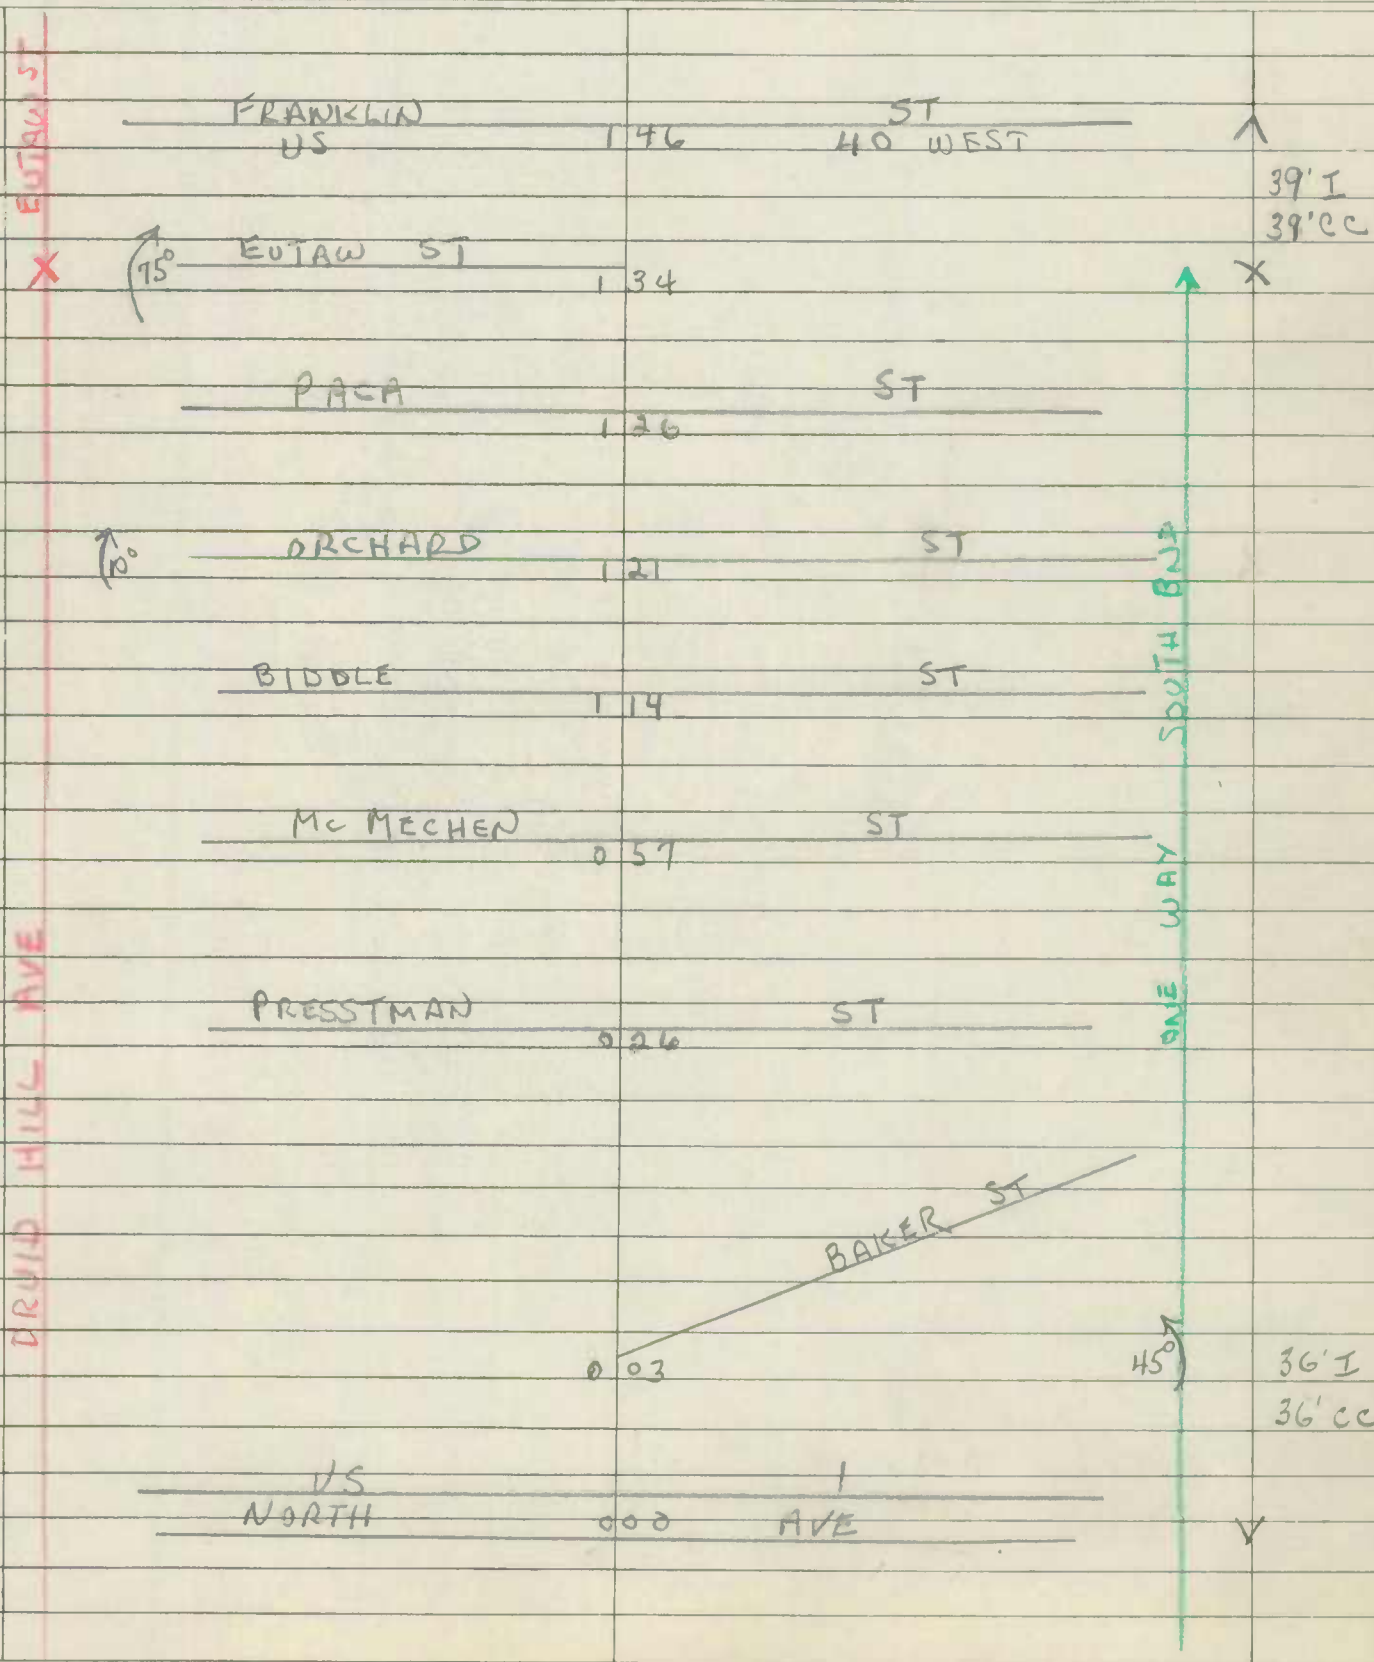 EUTAW ST
FRANKLIN ST
US 1 46 40 WEST
39' I
39' CC
75° EUTAW ST
1 34
PACA ST
1 26
10° ORCHARD ST
1 21
BIDDLE ST
1 14
Mc MECHEN ST
0 57
PRESSTMAN ST
0 26
ONE WAY SOUTH BND
DRUID HILL AVE
BAKER ST
0 03
45°
36' I
36' CC
US 1
NORTH 000 AVE